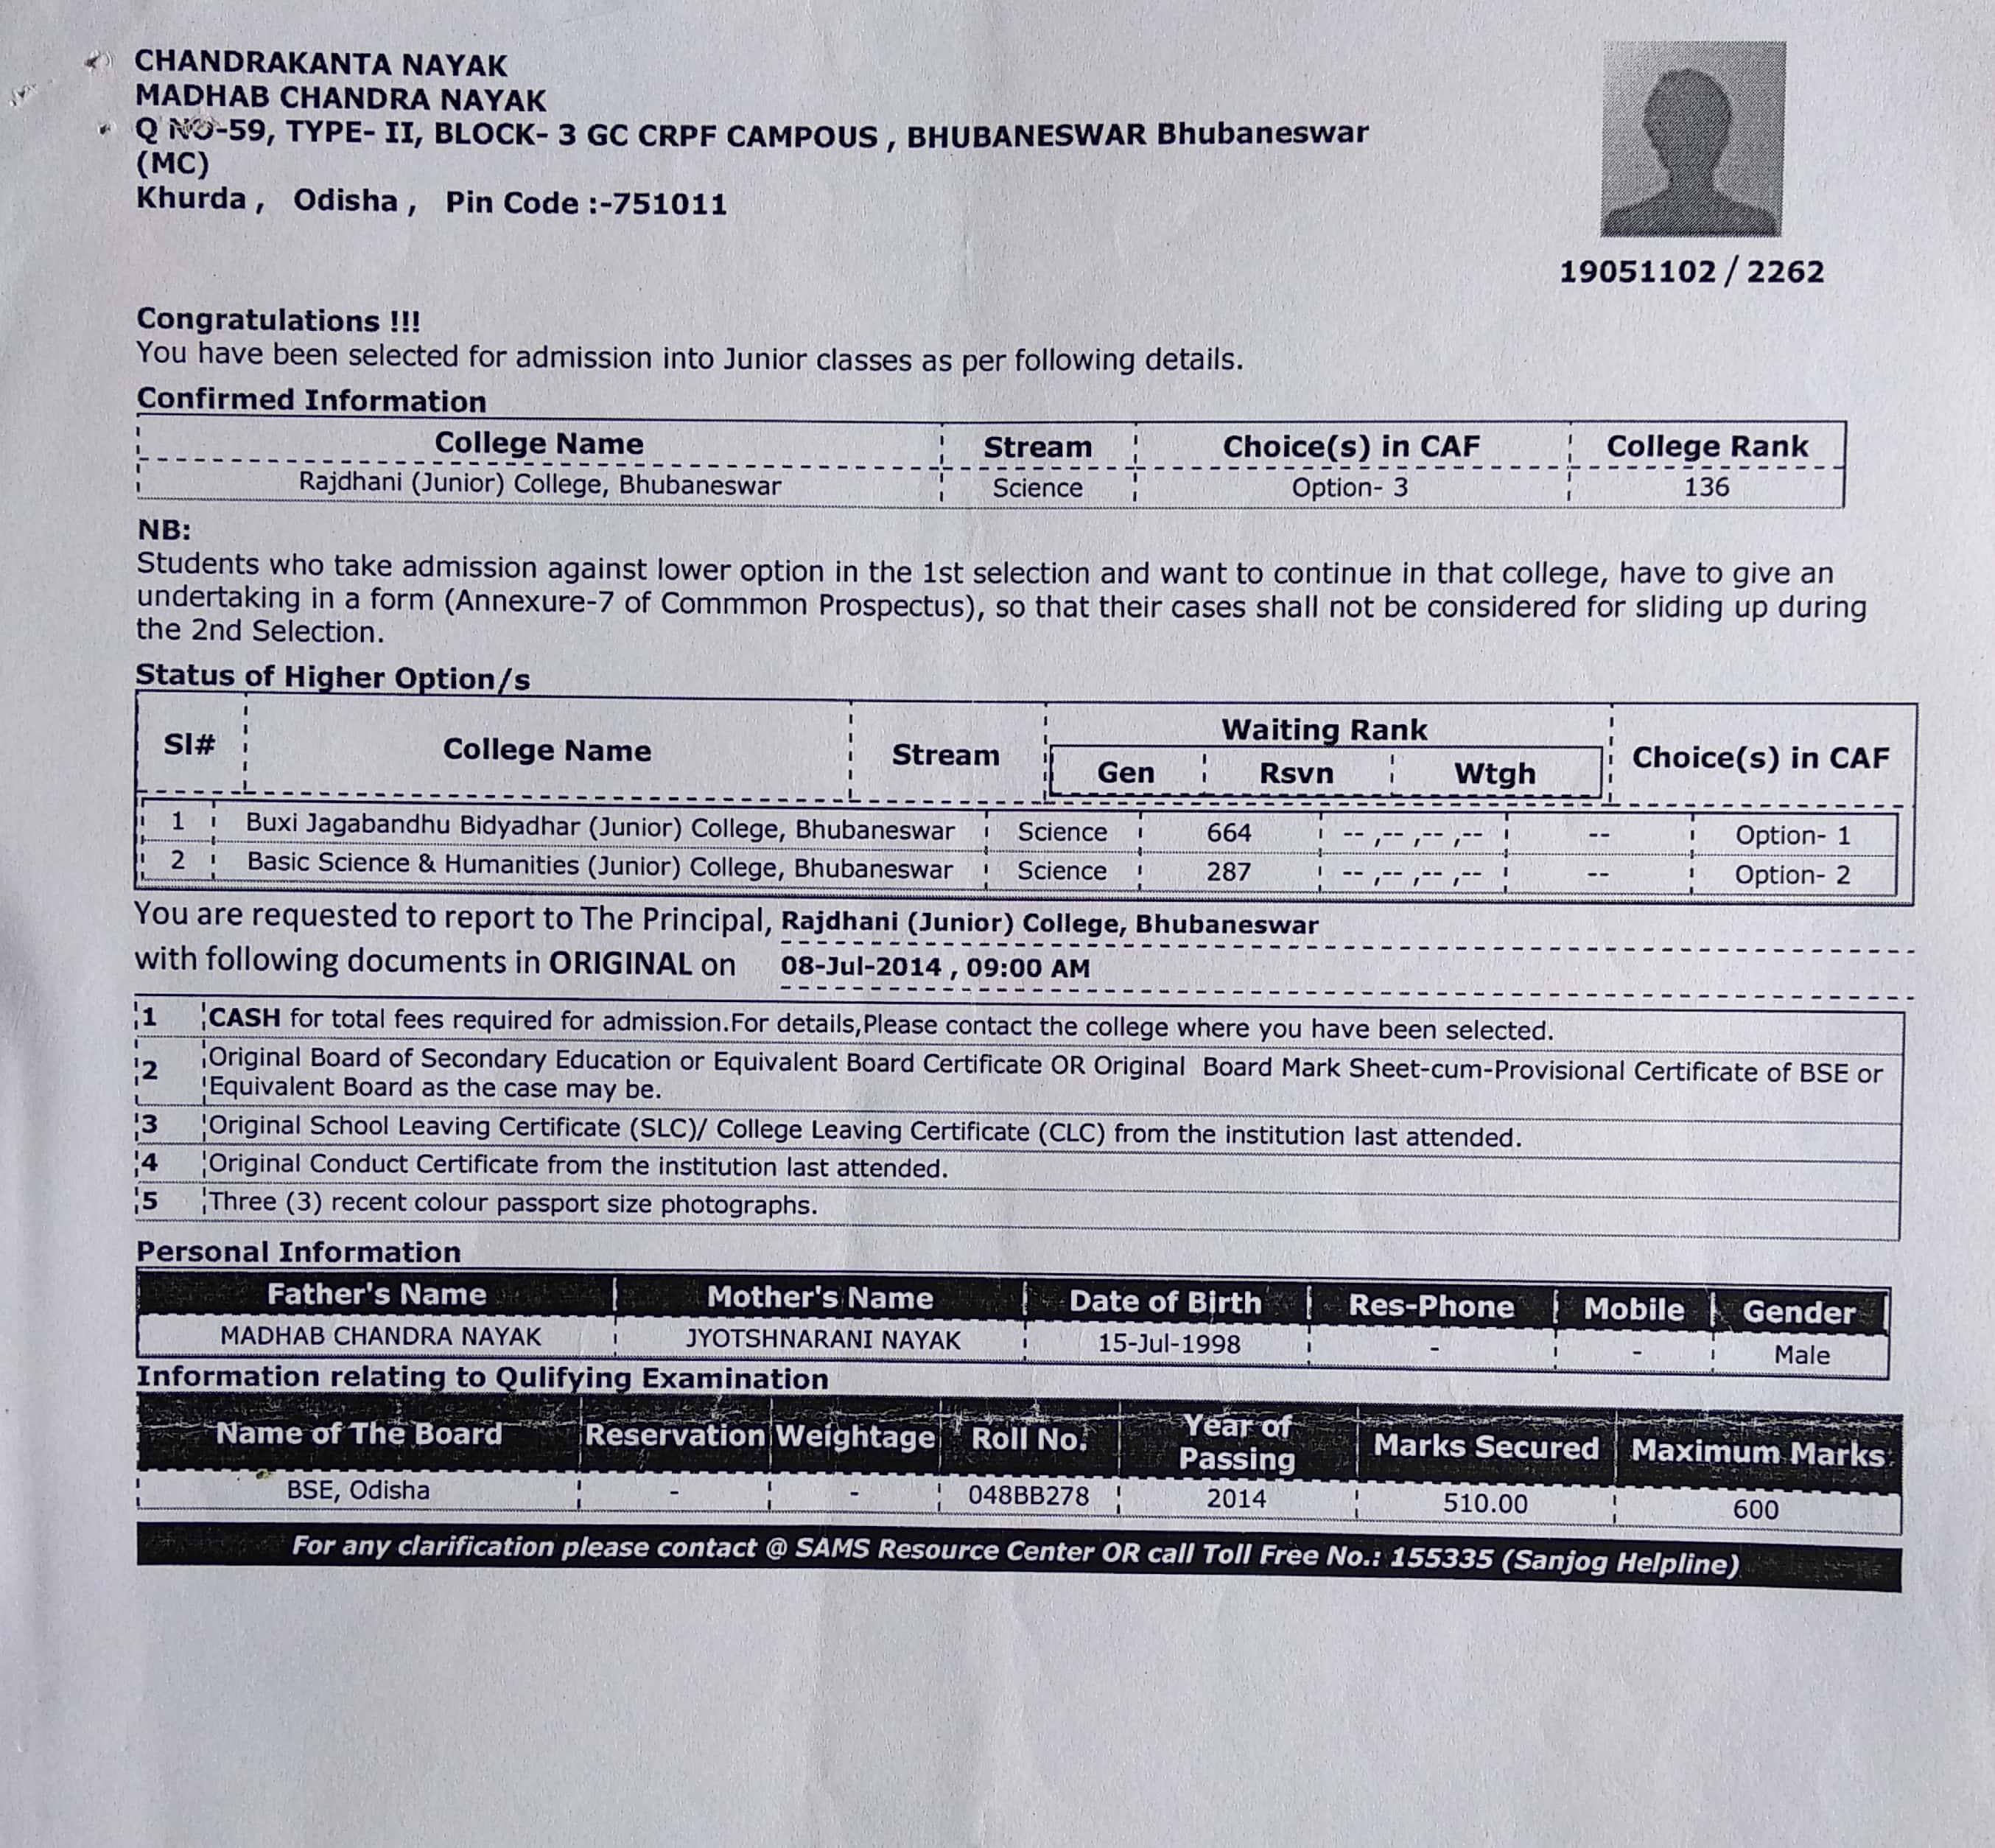 CHANDRAKANTA NAYAK
MADHAB CHANDRA NAYAK
Q NO-59, TYPE- II, BLOCK- 3 GC CRPF CAMPOUS , BHUBANESWAR Bhubaneswar
(MC)
Khurda , Odisha , Pin Code :-751011
19051102 / 2262
Congratulations !!!
You have been selected for admission into Junior classes as per following details.
Confirmed Information
College Name Stream Choice(s) in CAF College Rank
Rajdhani (Junior) College, Bhubaneswar Science Option- 3 136
NB:
Students who take admission against lower option in the 1st selection and want to continue in that college, have to give an
undertaking in a form (Annexure-7 of Commmon Prospectus), so that their cases shall not be considered for sliding up during
the 2nd Selection.
Status of Higher Option/s
Sl# College Name Stream Waiting Rank Choice(s) in CAF
Gen Rsvn Wtgh
1 Buxi Jagabandhu Bidyadhar (Junior) College, Bhubaneswar Science 664 -- ,-- ,-- ,-- -- Option- 1
2 Basic Science & Humanities (Junior) College, Bhubaneswar Science 287 -- ,-- ,-- ,-- -- Option- 2
You are requested to report to The Principal, Rajdhani (Junior) College, Bhubaneswar
with following documents in ORIGINAL on 08-Jul-2014 , 09:00 AM
1 CASH for total fees required for admission.For details,Please contact the college where you have been selected.
2 Original Board of Secondary Education or Equivalent Board Certificate OR Original Board Mark Sheet-cum-Provisional Certificate of BSE or
Equivalent Board as the case may be.
3 Original School Leaving Certificate (SLC)/ College Leaving Certificate (CLC) from the institution last attended.
4 Original Conduct Certificate from the institution last attended.
5 Three (3) recent colour passport size photographs.
Personal Information
Father's Name Mother's Name Date of Birth Res-Phone Mobile Gender
MADHAB CHANDRA NAYAK JYOTSHNARANI NAYAK 15-Jul-1998 - - Male
Information relating to Qulifying Examination
Name of The Board Reservation Weightage Roll No. Year of Passing Marks Secured Maximum Marks
BSE, Odisha - - 048BB278 2014 510.00 600
For any clarification please contact @ SAMS Resource Center OR call Toll Free No.: 155335 (Sanjog Helpline)